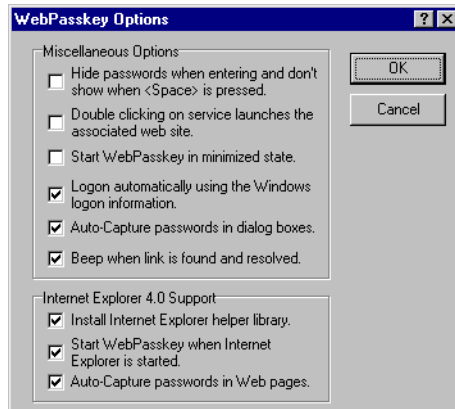 WebPasskey Options
Miscellaneous Options
Hide passwords when entering and don't
show when <Space> is pressed.
Double clicking on service launches the
associated web site.
Start WebPasskey in minimized state.
Logon automatically using the Windows
logon information.
Auto-Capture passwords in dialog boxes.
Beep when link is found and resolved.
Internet Explorer 4.0 Support
Install Internet Explorer helper library.
Start WebPasskey when Internet
Explorer is started.
Auto-Capture passwords in Web pages.
OK
Cancel